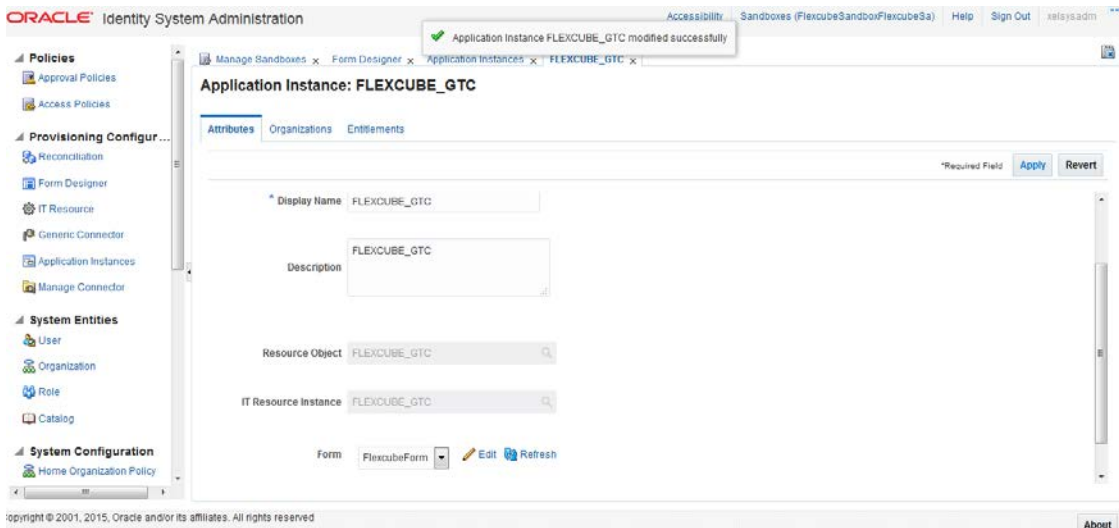 ORACLE® Identity System Administration
Accessibility Sandboxes (FlexcubeSandboxFlexcubeSa) Help Sign Out xelsysadm
Application Instance FLEXCUBE_GTC modified successfully
Policies
Approval Policies
Access Policies
Provisioning Configur...
Reconciliation
Form Designer
IT Resource
Generic Connector
Application Instances
Manage Connector
System Entities
User
Organization
Role
Catalog
System Configuration
Home Organization Policy
Manage Sandboxes x Form Designer x Application Instances x FLEXCUBE_GTC x
Application Instance: FLEXCUBE_GTC
Attributes Organizations Entitlements
*Required Field Apply Revert
* Display Name FLEXCUBE_GTC
Description FLEXCUBE_GTC
Resource Object FLEXCUBE_GTC
IT Resource Instance FLEXCUBE_GTC
Form FlexcubeForm Edit Refresh
opyright © 2001, 2015, Oracle and/or its affiliates. All rights reserved
About